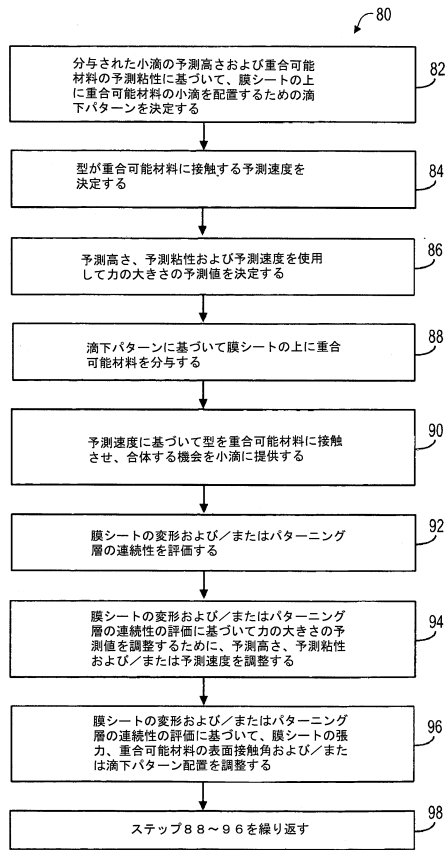 80
分与された小滴の予測高さおよび重合可能
材料の予測粘性に基づいて、膜シートの上
に重合可能材料の小滴を配置するための滴
下パターンを決定する
82
型が重合可能材料に接触する予測速度を
決定する
84
予測高さ、予測粘性および予測速度を使用
して力の大きさの予測値を決定する
86
滴下パターンに基づいて膜シートの上に重合
可能材料を分与する
88
予測速度に基づいて型を重合可能材料に接触
させ、合体する機会を小滴に提供する
90
膜シートの変形および／またはパターニング
層の連続性を評価する
92
膜シートの変形および／またはパターニング
層の連続性の評価に基づいて力の大きさの予
測値を調整するために、予測高さ、予測粘性
および／または予測速度を調整する
94
膜シートの変形および／またはパターニング
層の連続性の評価に基づいて、膜シートの張
力、重合可能材料の表面接触角および／また
は滴下パターン配置を調整する
96
ステップ８８～９６を繰り返す
98